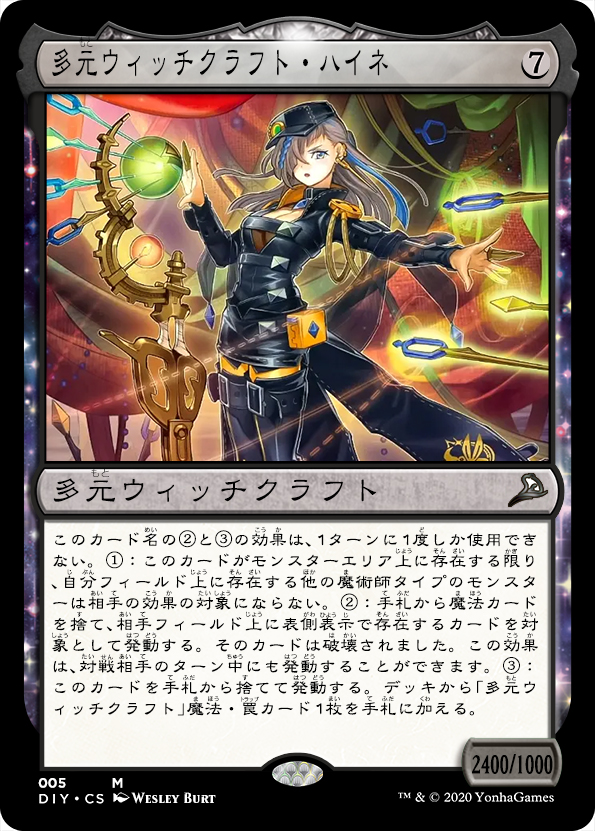 多元ウィッチクラフト・ハイネ 7
多元ウィッチクラフト
このカード名の②と③の効果は、1ターンに1度しか使用でき
ない。①：このカードがモンスターエリア上に存在する限り
、自分フィールド上に存在する他の魔術師タイプのモンスタ
ーは相手の効果の対象にならない。②：手札から魔法カード
を捨て、相手フィールド上に表側表示で存在するカードを対
象として発動する。そのカードは破壊されました。この効果
は、対戦相手のターン中にも発動することができます。③：
このカードを手札から捨てて発動する。デッキから「多元ウ
ィッチクラフト」魔法・罠カード1枚を手札に加える。
2400/1000
005 M
DIY・CS Wesley Burt
™ & © 2020 YonhaGames